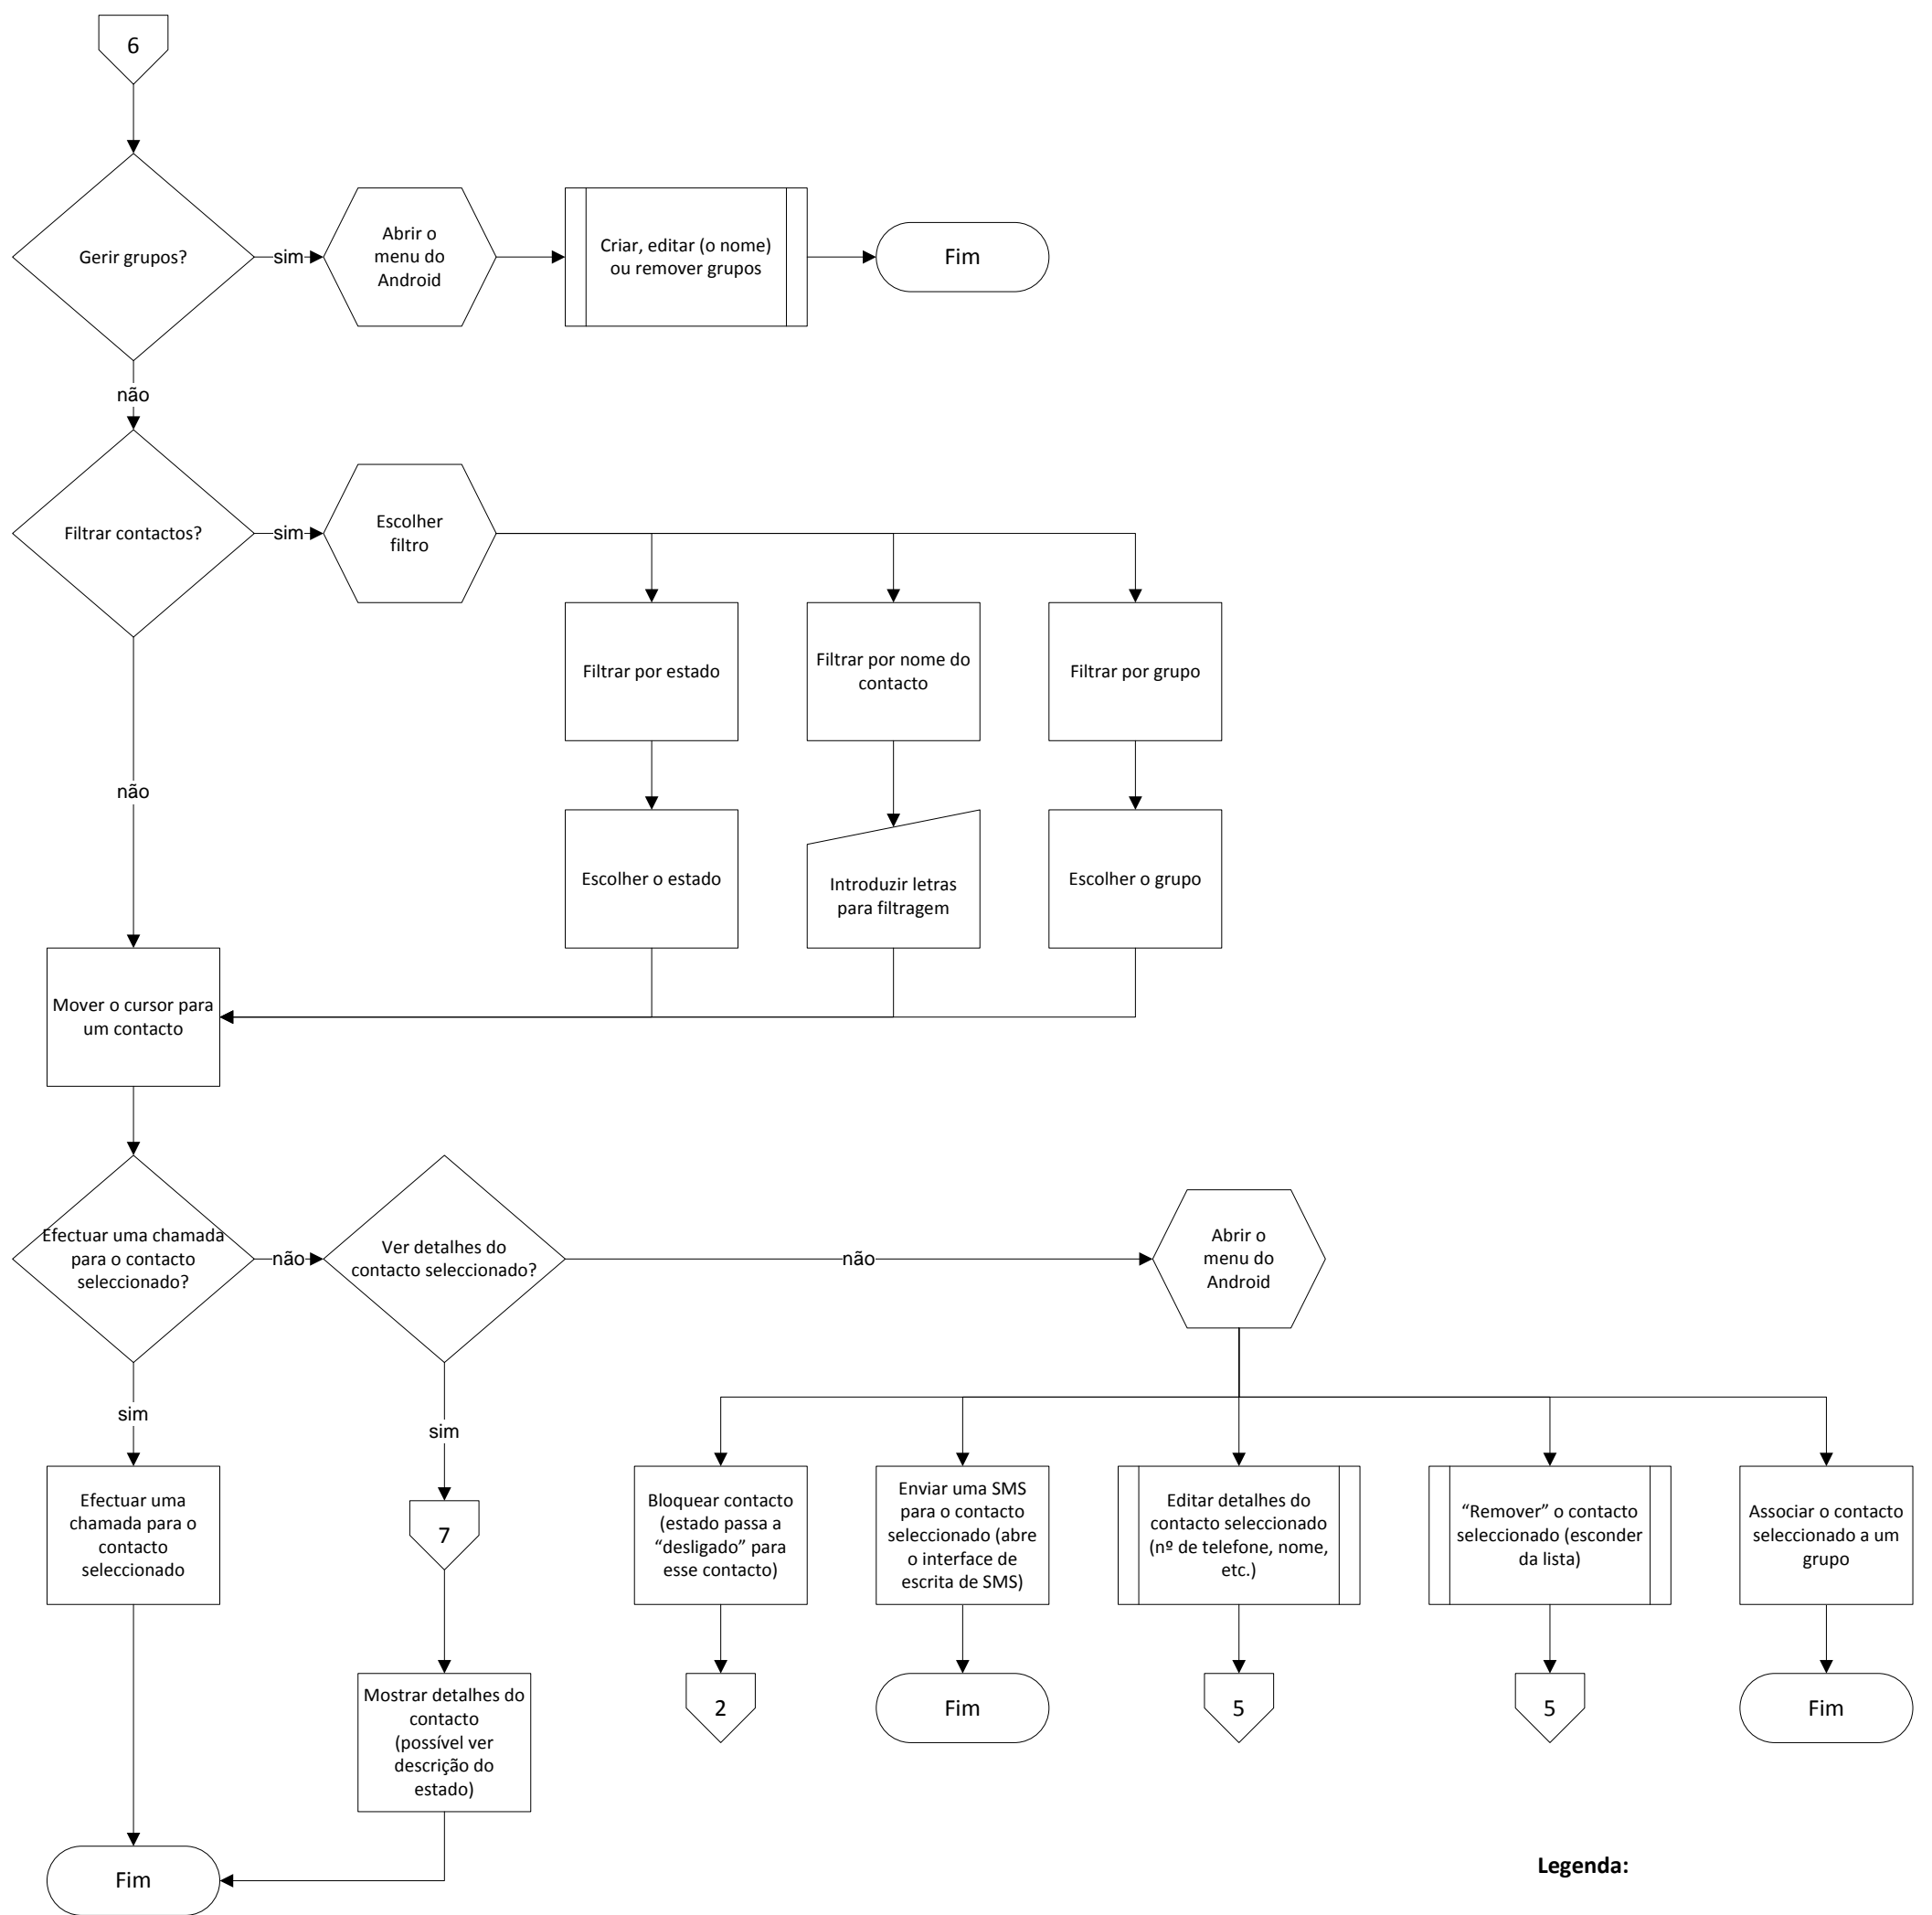 6
Gerir grupos?
sim
Abrir o
menu do
Android
Criar, editar (o nome)
ou remover grupos
Fim
não
Filtrar contactos?
sim
Escolher
filtro
Filtrar por estado
Filtrar por nome do
contacto
Filtrar por grupo
não
Escolher o estado
Introduzir letras
para filtragem
Escolher o grupo
Mover o cursor para
um contacto
Efectuar uma chamada
para o contacto
seleccionado?
não
Ver detalhes do
contacto seleccionado?
não
Abrir o
menu do
Android
sim
sim
Efectuar uma
chamada para o
contacto
seleccionado
7
Bloquear contacto
(estado passa a
“desligado” para
esse contacto)
Enviar uma SMS
para o contacto
seleccionado (abre
o interface de
escrita de SMS)
Editar detalhes do
contacto seleccionado
(nº de telefone, nome,
etc.)
“Remover” o contacto
seleccionado (esconder
da lista)
Associar o contacto
seleccionado a um
grupo
Mostrar detalhes do
contacto
(possível ver
descrição do
estado)
2
Fim
5
5
Fim
Fim
Legenda: